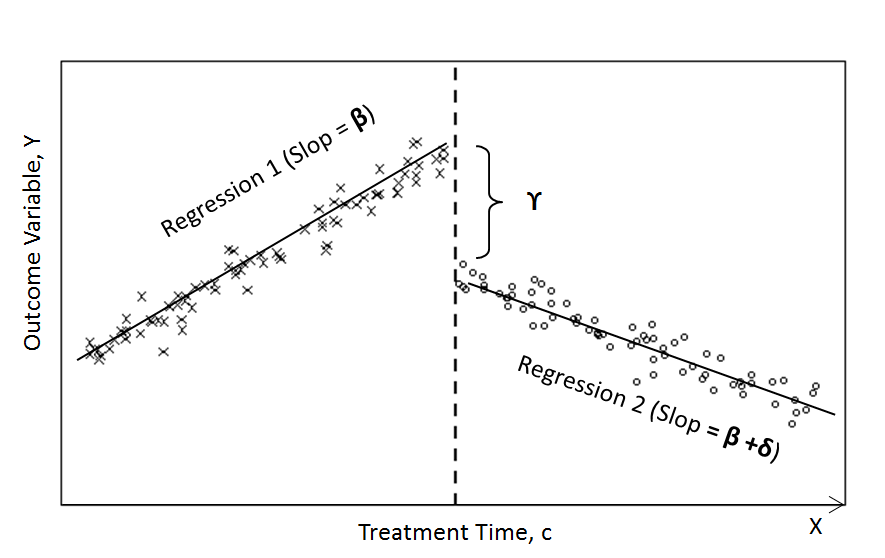 Outcome Variable, Y
Regression 1 (Slop = β)
ϒ
Regression 2 (Slop = β +δ)
Treatment Time, c
X